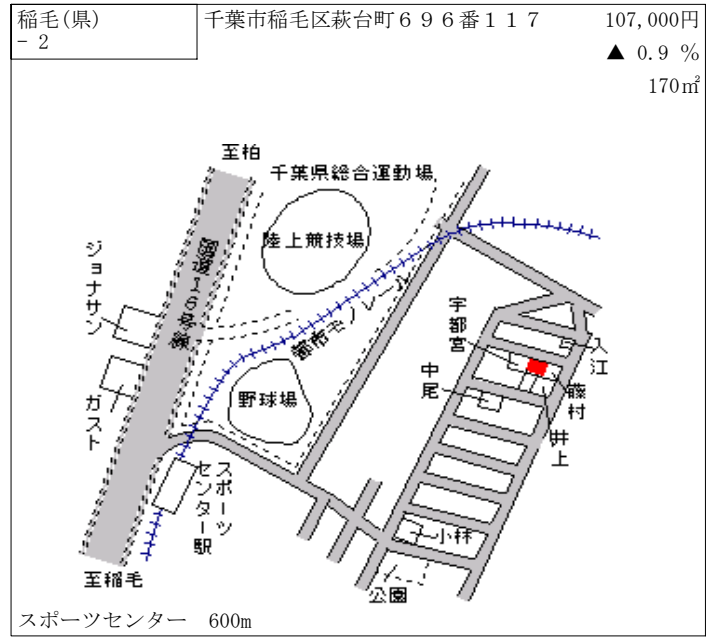 稲毛(県)
- 2
千葉市稲毛区萩台町６９６番１１７
107,000円
▲ 0.9 %
170㎡
至柏
千葉県総合運動場
陸上競技場
国道16号線
ジョナサン
都市モノレール
宇都宮
入江
中尾
藤村
ガスト
野球場
井上
スポーツ
センター駅
小林
至稲毛
公園
スポーツセンター 600m